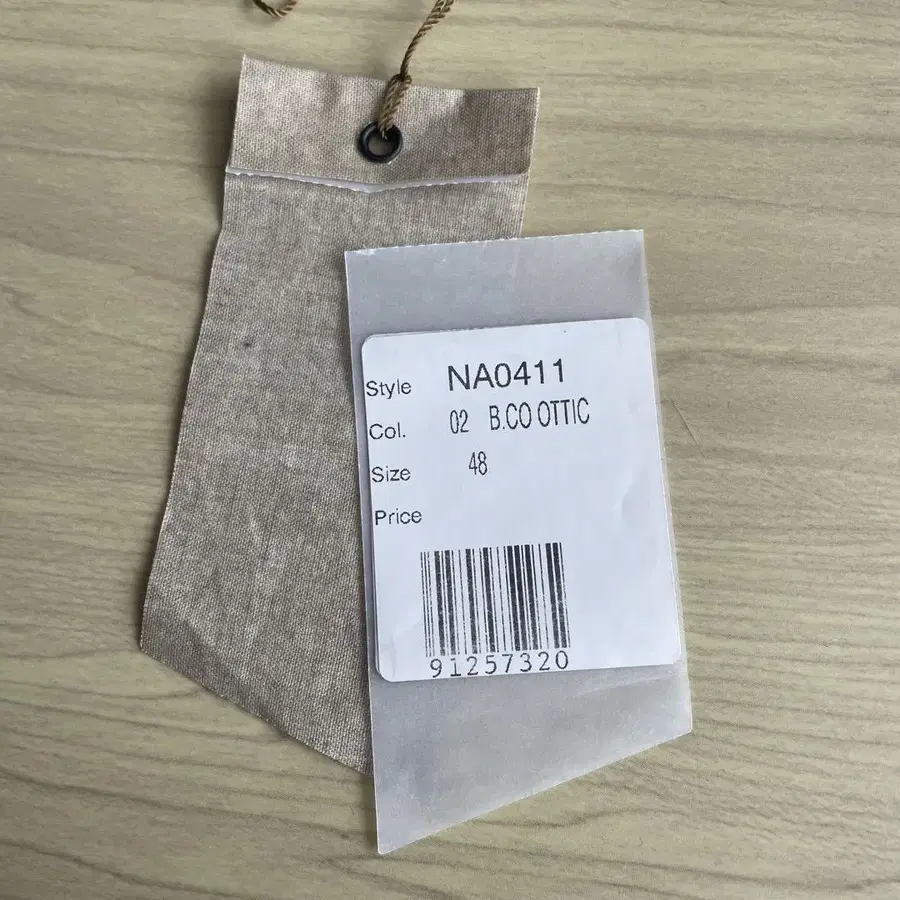 Style NA0411
Col. 02 B.CO OTTIC
Size 48
Price
91257320